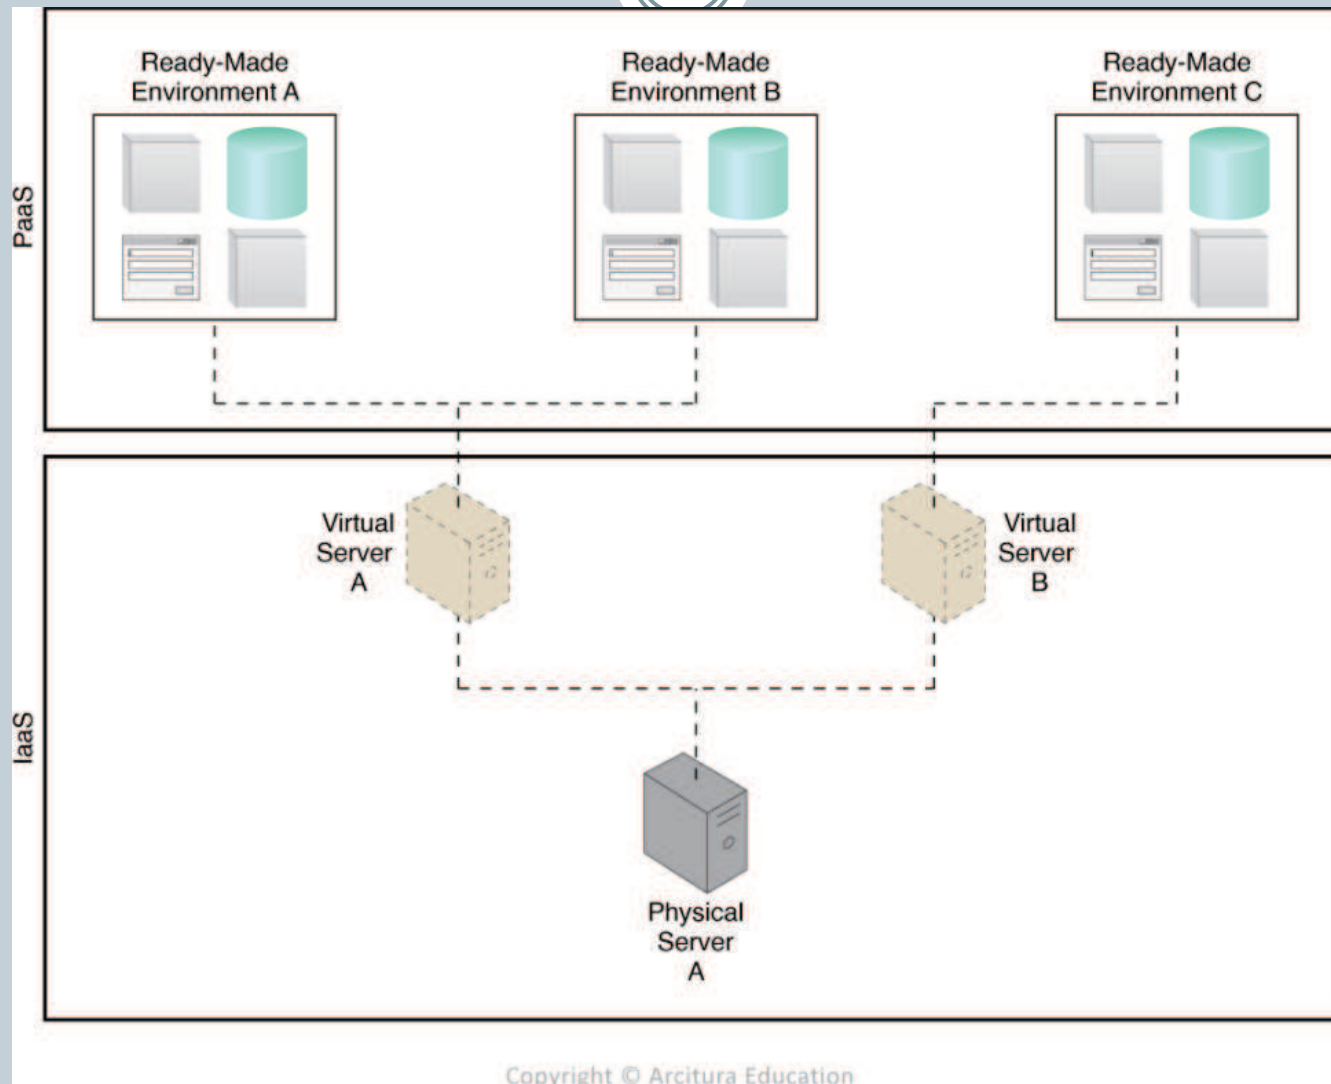 Ready-Made
Environment A
Ready-Made
Environment B
Ready-Made
Environment C
PaaS
Virtual
Server
A
Virtual
Server
B
IaaS
Physical
Server
A
Copyright © Arcitura Education